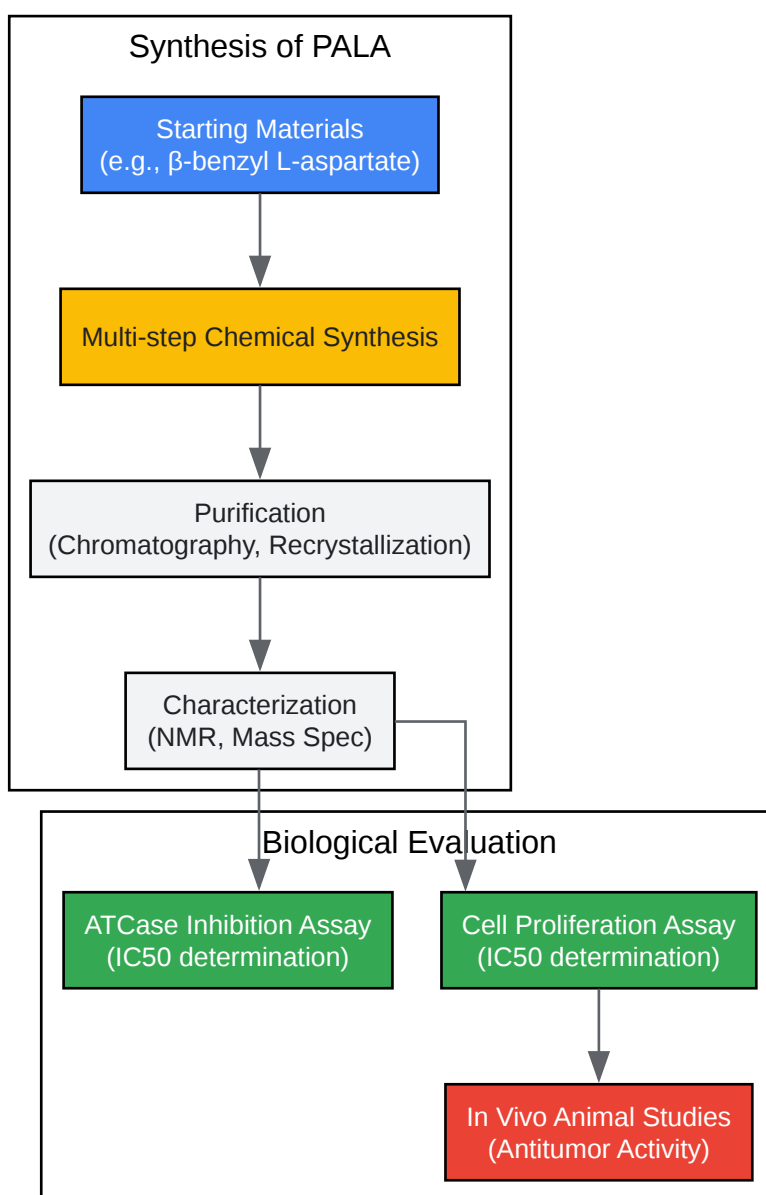 Synthesis of PALA
Starting Materials
(e.g., β-benzyl L-aspartate)
Multi-step Chemical Synthesis
Purification
(Chromatography, Recrystallization)
Characterization
(NMR, Mass Spec)
Biological Evaluation
ATCase Inhibition Assay
(IC50 determination)
Cell Proliferation Assay
(IC50 determination)
In Vivo Animal Studies
(Antitumor Activity)